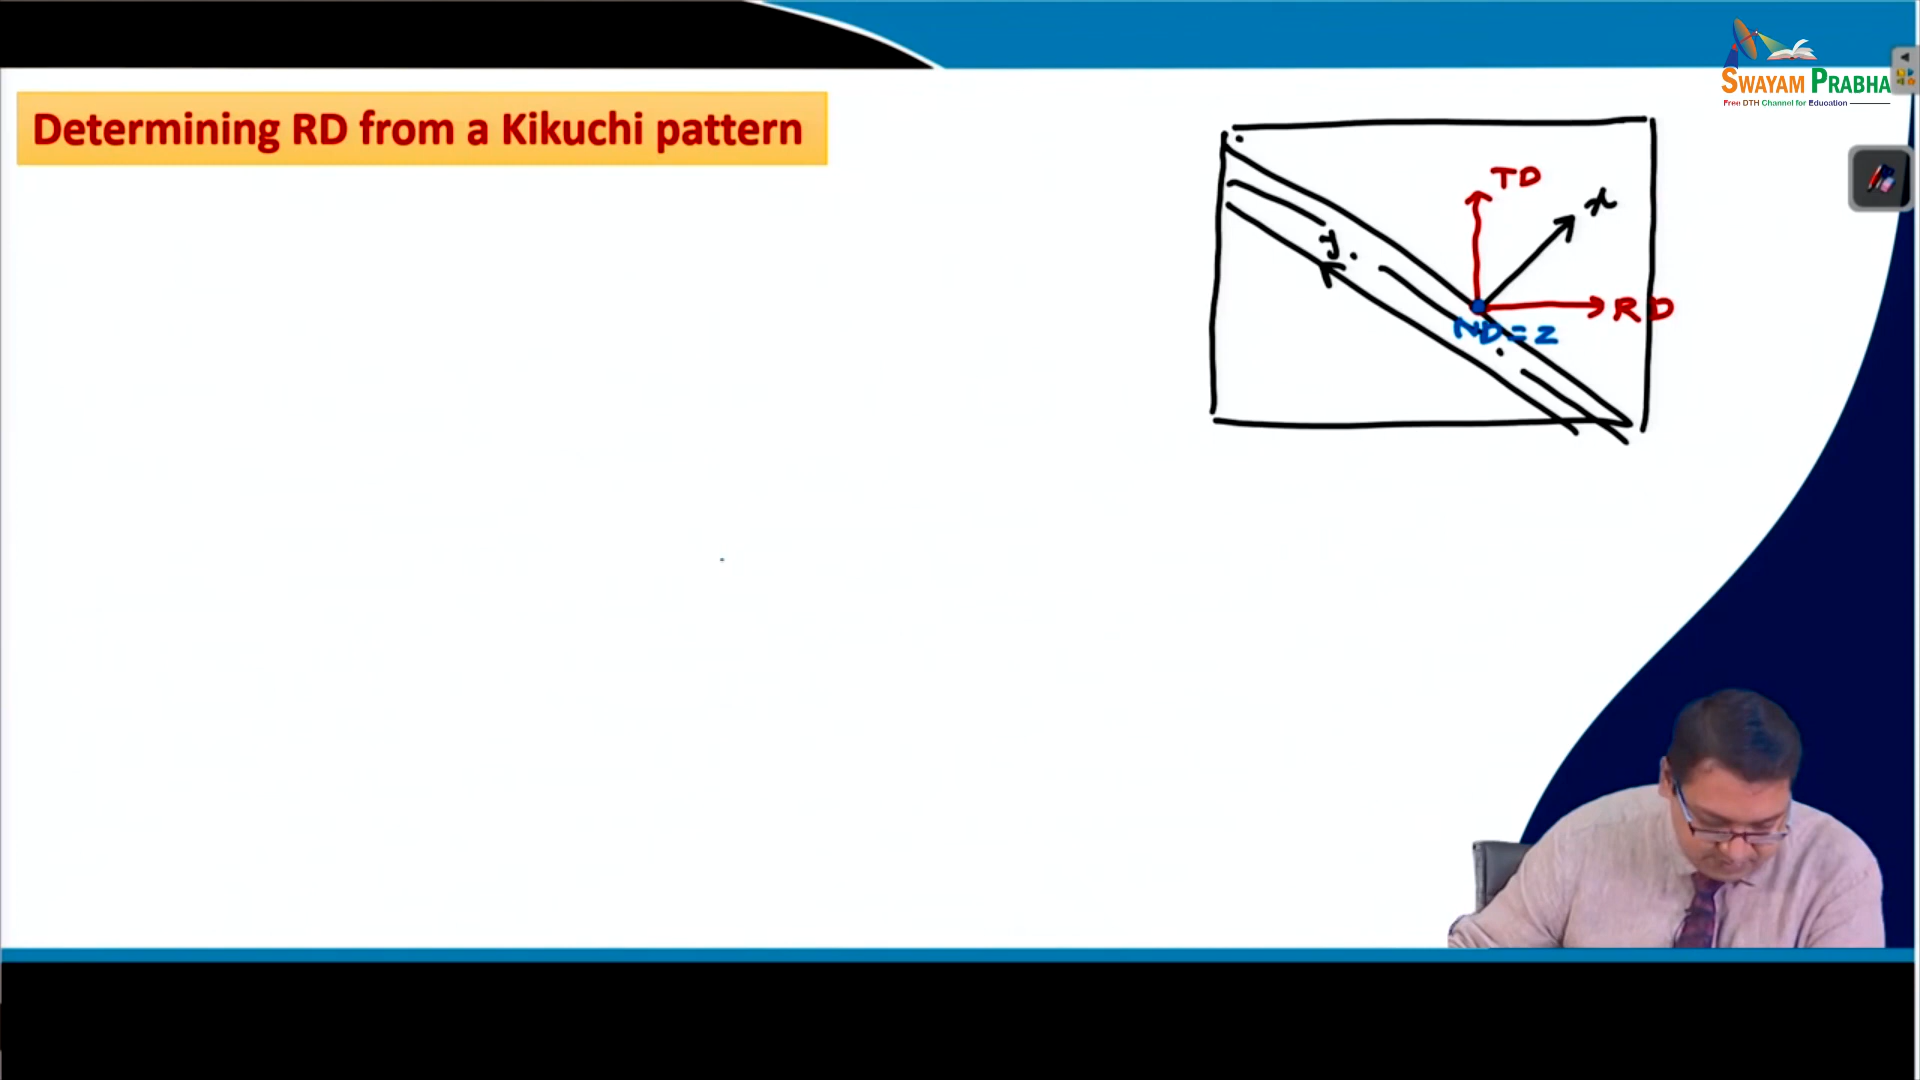 SWAYAM PRABHA
Free DTH Channel for Education
Determining RD from a Kikuchi pattern
TD
x
y
RD
ND = Z